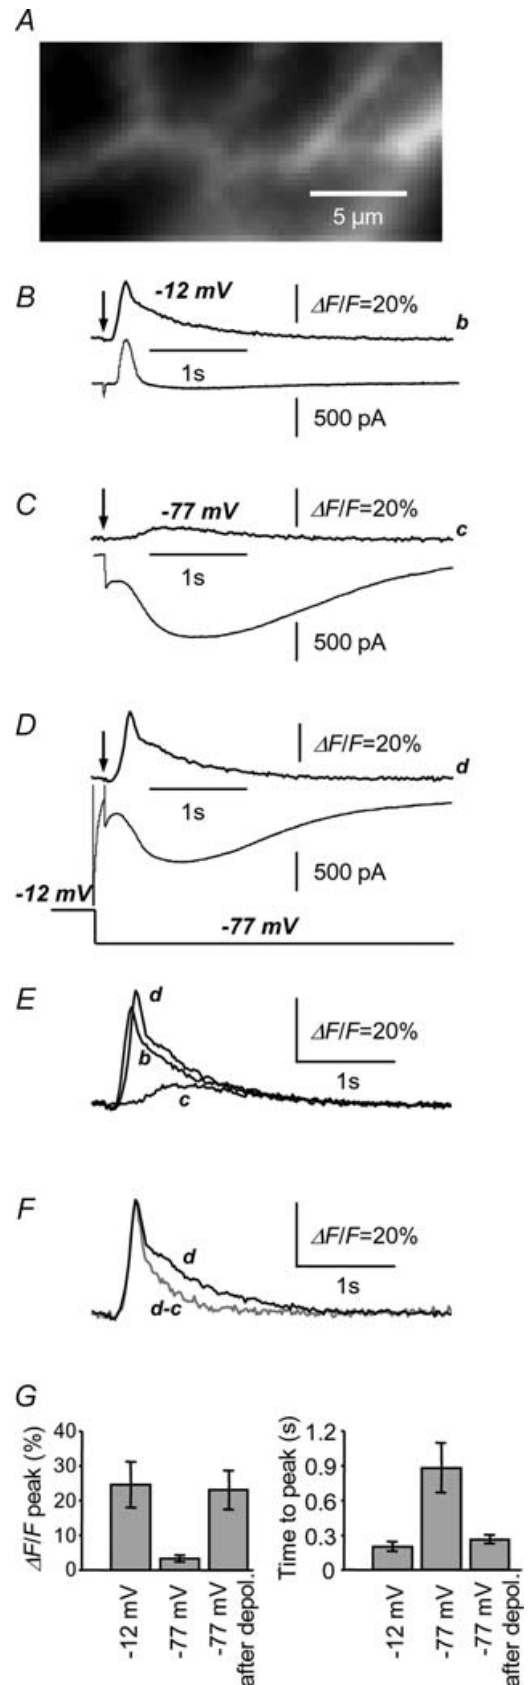 A
5 µm
B
-12 mV
ΔF/F=20%
b
1s
500 pA
C
-77 mV
ΔF/F=20%
c
1s
500 pA
D
ΔF/F=20%
d
1s
500 pA
-12 mV
-77 mV
E
d
b
c
ΔF/F=20%
1s
F
d
d-c
ΔF/F=20%
1s
G
ΔF/F peak (%)
40
30
20
10
0
-12 mV
-77 mV
-77 mV
after depol.
Time to peak (s)
1.2
0.9
0.6
0.3
0
-12 mV
-77 mV
-77 mV
after depol.